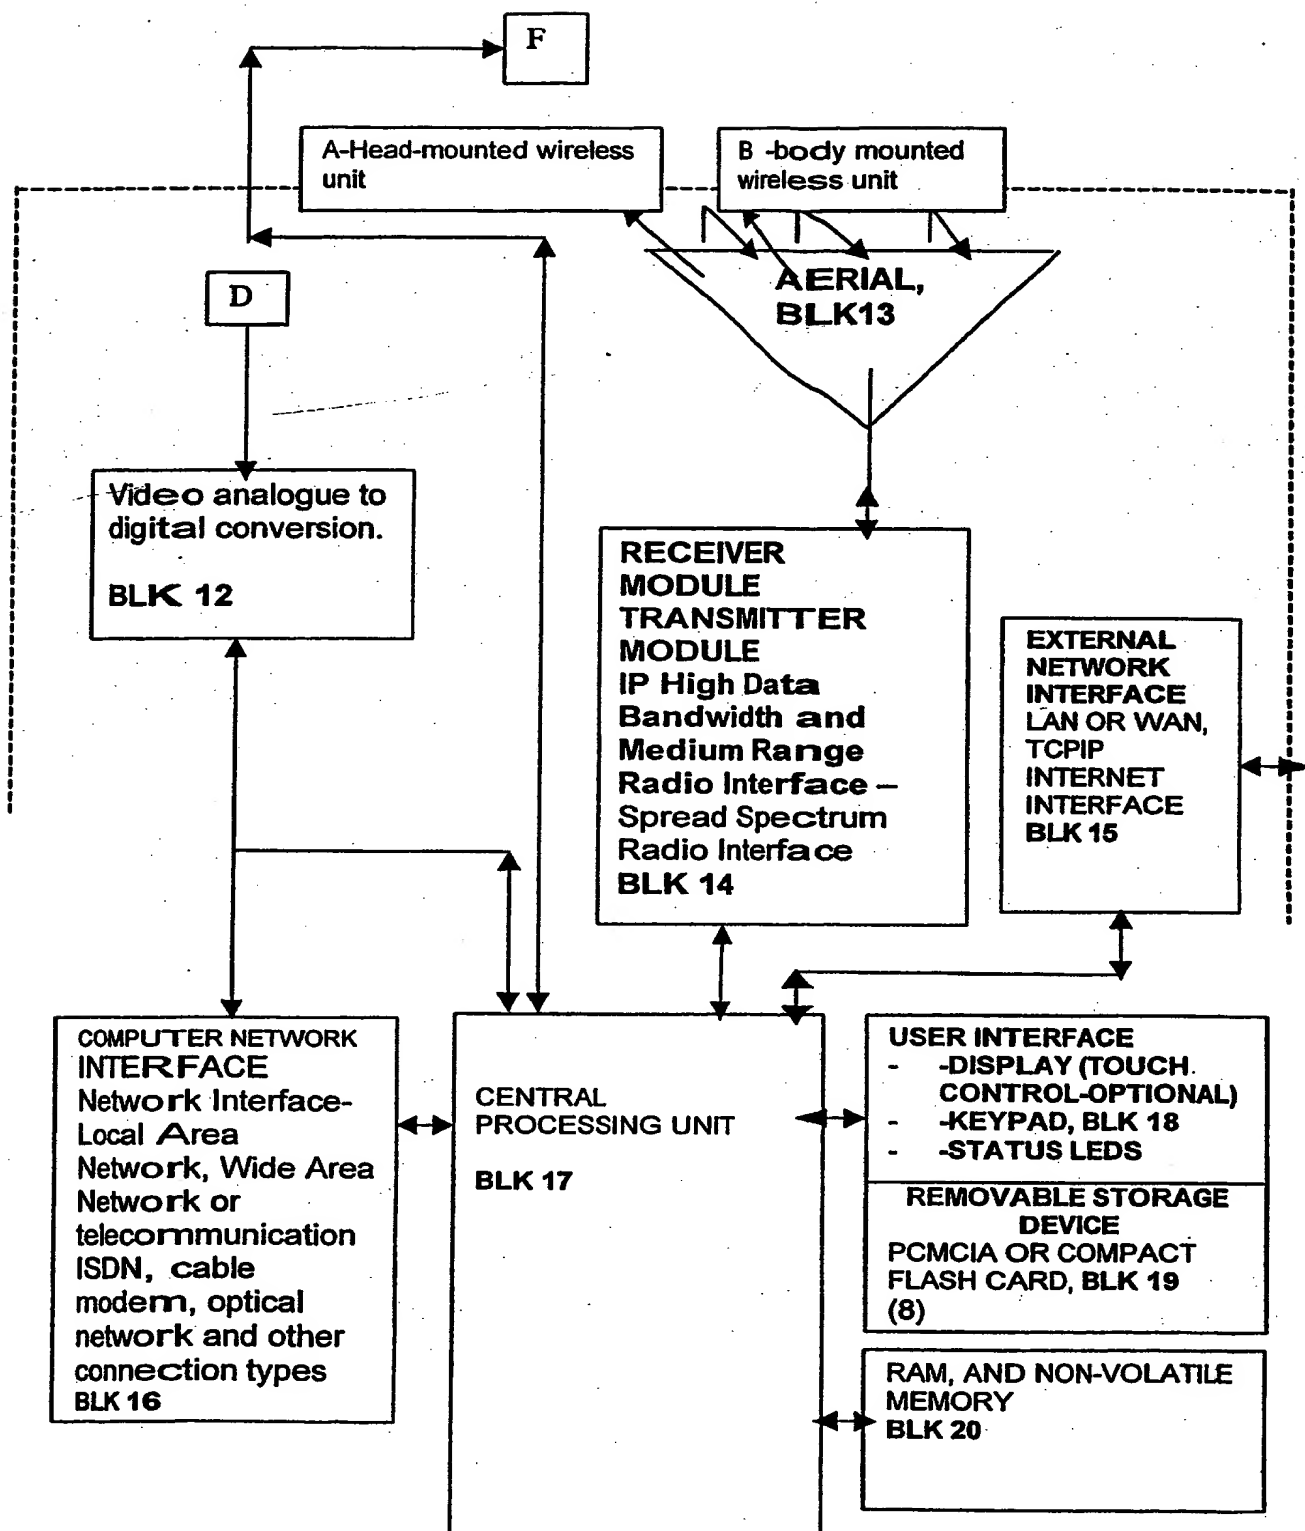 F
A-Head-mounted wireless
unit
B -body mounted
wireless unit
D
AERIAL,
BLK13
Video analogue to
digital conversion.
BLK 12
RECEIVER
MODULE
TRANSMITTER
MODULE
IP High Data
Bandwidth and
Medium Range
Radio Interface –
Spread Spectrum
Radio Interface
BLK 14
EXTERNAL
NETWORK
INTERFACE
LAN OR WAN,
TCPIP
INTERNET
INTERFACE
BLK 15
COMPUTER NETWORK
INTERFACE
Network Interface-
Local Area
Network, Wide Area
Network or
telecommunication
ISDN, cable
modem, optical
network and other
connection types
BLK 16
CENTRAL
PROCESSING UNIT
BLK 17
USER INTERFACE
- -DISPLAY (TOUCH
CONTROL-OPTIONAL)
- -KEYPAD, BLK 18
- -STATUS LEDS
REMOVABLE STORAGE
DEVICE
PCMCIA OR COMPACT
FLASH CARD, BLK 19
(8)
RAM, AND NON-VOLATILE
MEMORY
BLK 20